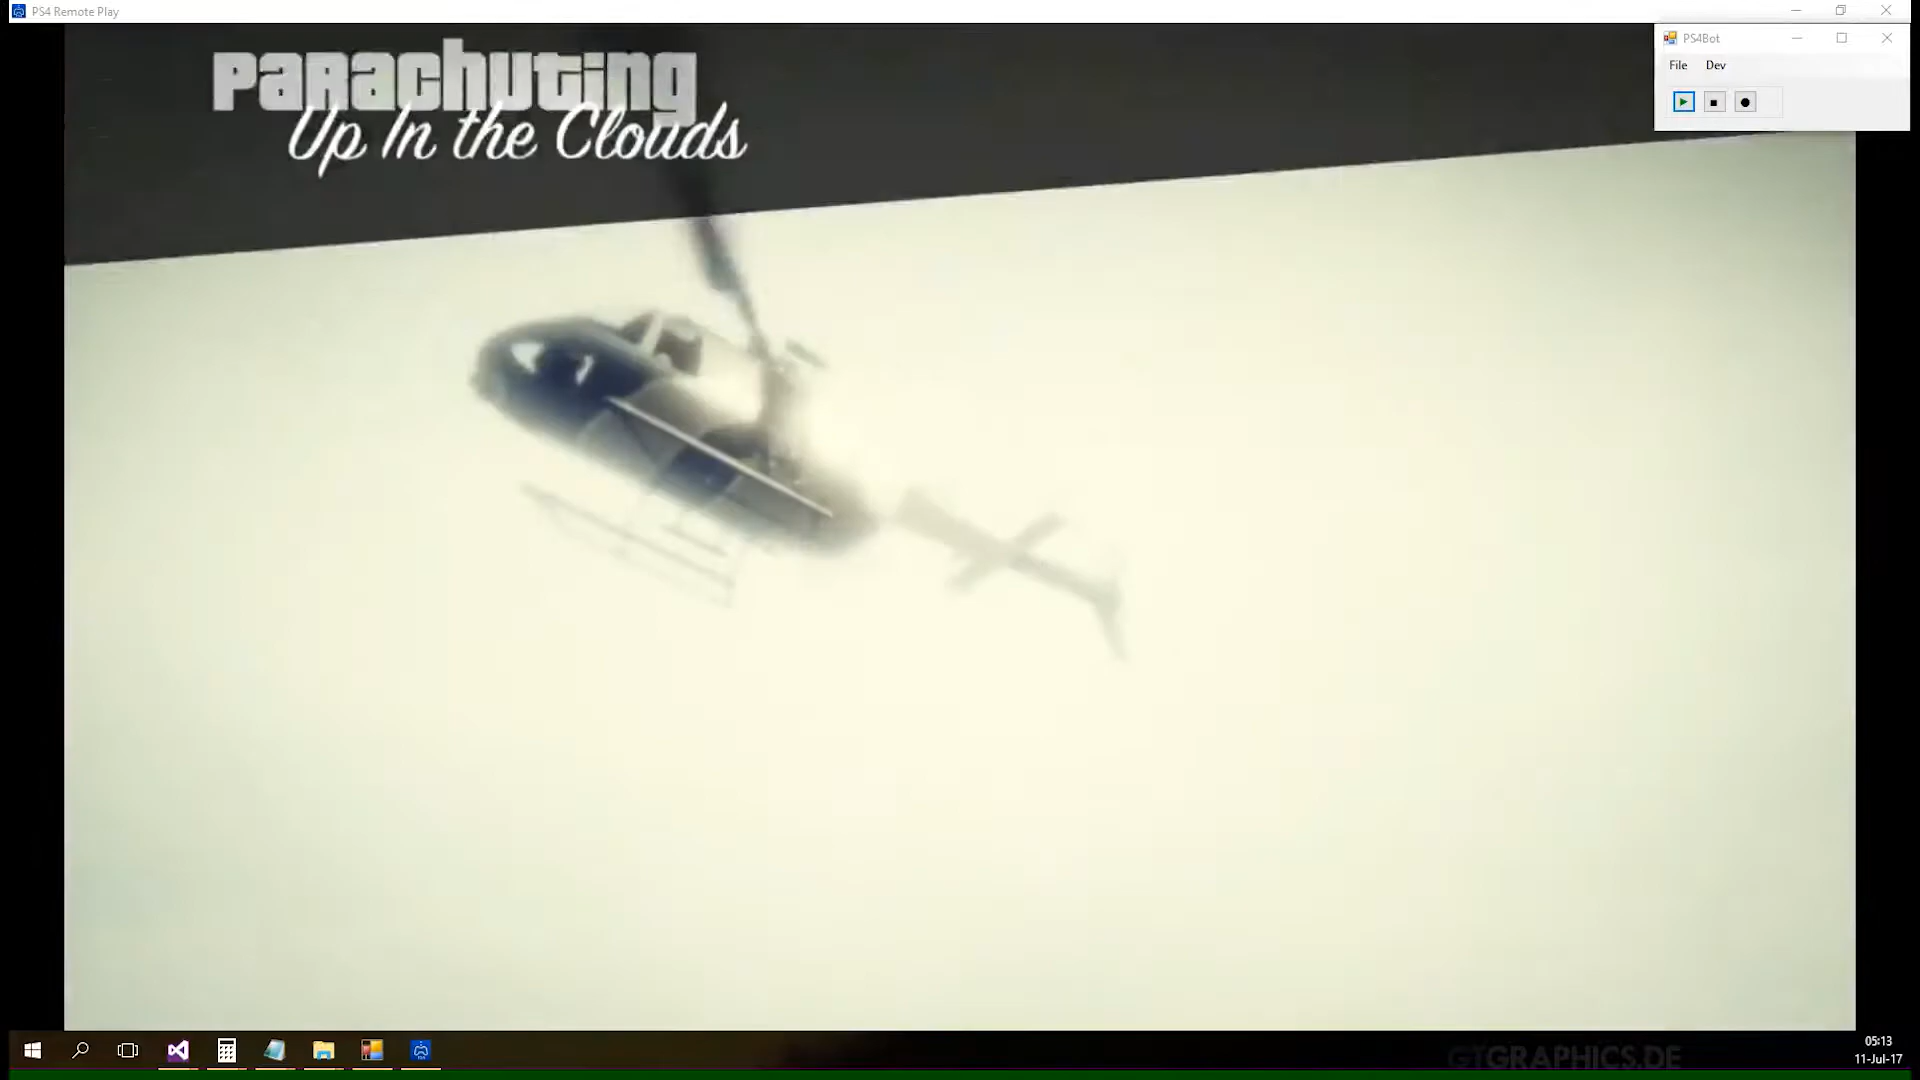 PS4 Remote Play
PS4Bot
File Dev
Parachuting
Up In the Clouds
05:13
11-Jul-17
GTGRAPHICS.DE